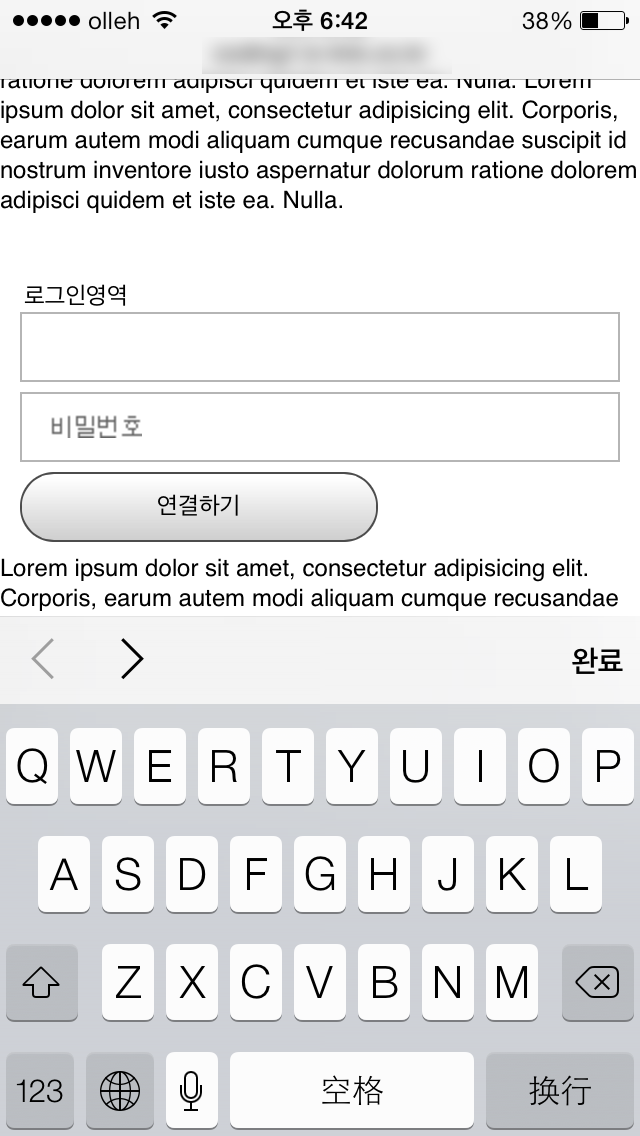 olleh 오후 6:42 38%
ratione dolorem adipisci quidem et iste ea. Nulla. Lorem
ipsum dolor sit amet, consectetur adipisicing elit. Corporis,
earum autem modi aliquam cumque recusandae suscipit id
nostrum inventore iusto aspernatur dolorum ratione dolorem
adipisci quidem et iste ea. Nulla.
로그인영역
비밀번호
연결하기
Lorem ipsum dolor sit amet, consectetur adipisicing elit.
Corporis, earum autem modi aliquam cumque recusandae
완료
Q W E R T Y U I O P
A S D F G H J K L
Z X C V B N M
123 空格 换行